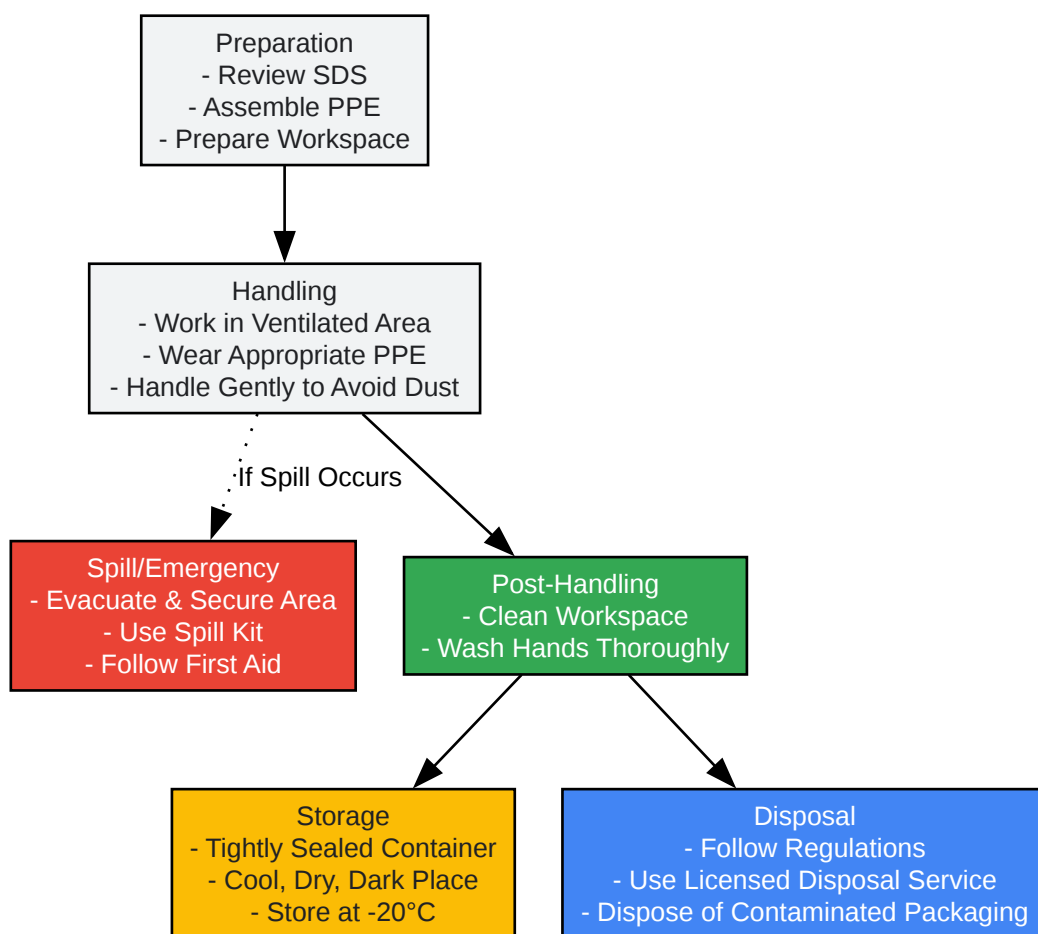 Preparation
- Review SDS
- Assemble PPE
- Prepare Workspace
Handling
- Work in Ventilated Area
- Wear Appropriate PPE
- Handle Gently to Avoid Dust
If Spill Occurs
Spill/Emergency
- Evacuate & Secure Area
- Use Spill Kit
- Follow First Aid
Post-Handling
- Clean Workspace
- Wash Hands Thoroughly
Storage
- Tightly Sealed Container
- Cool, Dry, Dark Place
- Store at -20°C
Disposal
- Follow Regulations
- Use Licensed Disposal Service
- Dispose of Contaminated Packaging